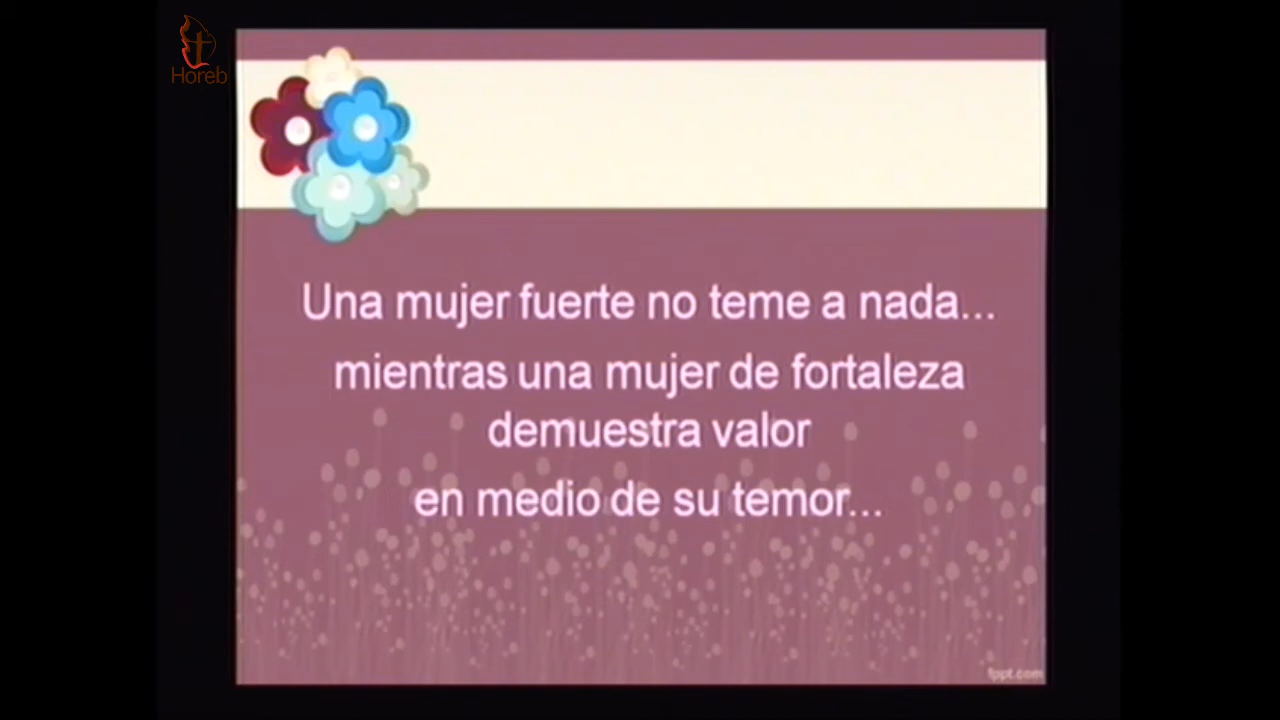 Horeb
Una mujer fuerte no teme a nada...
mientras una mujer de fortaleza
demuestra valor
en medio de su temor...
fppt.com